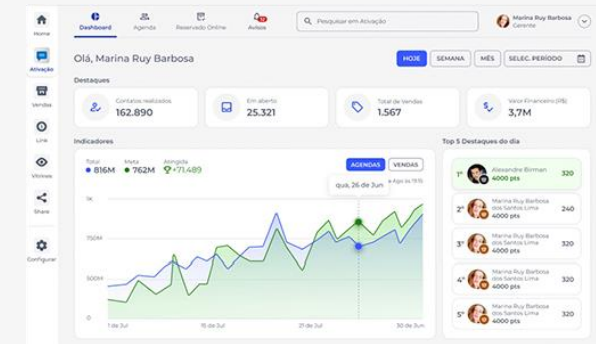 Dashboard
Agenda
Reservado Online
Avisos
Pesquisar em Ativação
Marina Ruy Barbosa
Gerente
Home
Ativação
Vendas
Link
Vitrines
Share
Configurar
Olá, Marina Ruy Barbosa
HOJE
SEMANA
MÊS
SELEC. PERÍODO
Destaques
Contatos realizados
162.890
Em aberto
25.321
Total de Vendas
1.567
Valor Financeiro (R$)
3,7M
Indicadores
Total
816M
Meta
762M
Atingida
+71.489
AGENDAS
VENDAS
qua, 26 de Jun
1K
750M
500M
0
1 de Jul
15 de Jul
21 de Jul
30 de Jun
Top 5 Destaques do dia
1º Alexandre Birman
4000 pts
320
2º Marina Ruy Barbosa
dos Santos Lima
4000 pts
240
3º Marina Ruy Barbosa
dos Santos Lima
4000 pts
320
4º Marina Ruy Barbosa
dos Santos Lima
4000 pts
320
5º Marina Ruy Barbosa
dos Santos Lima
4000 pts
320